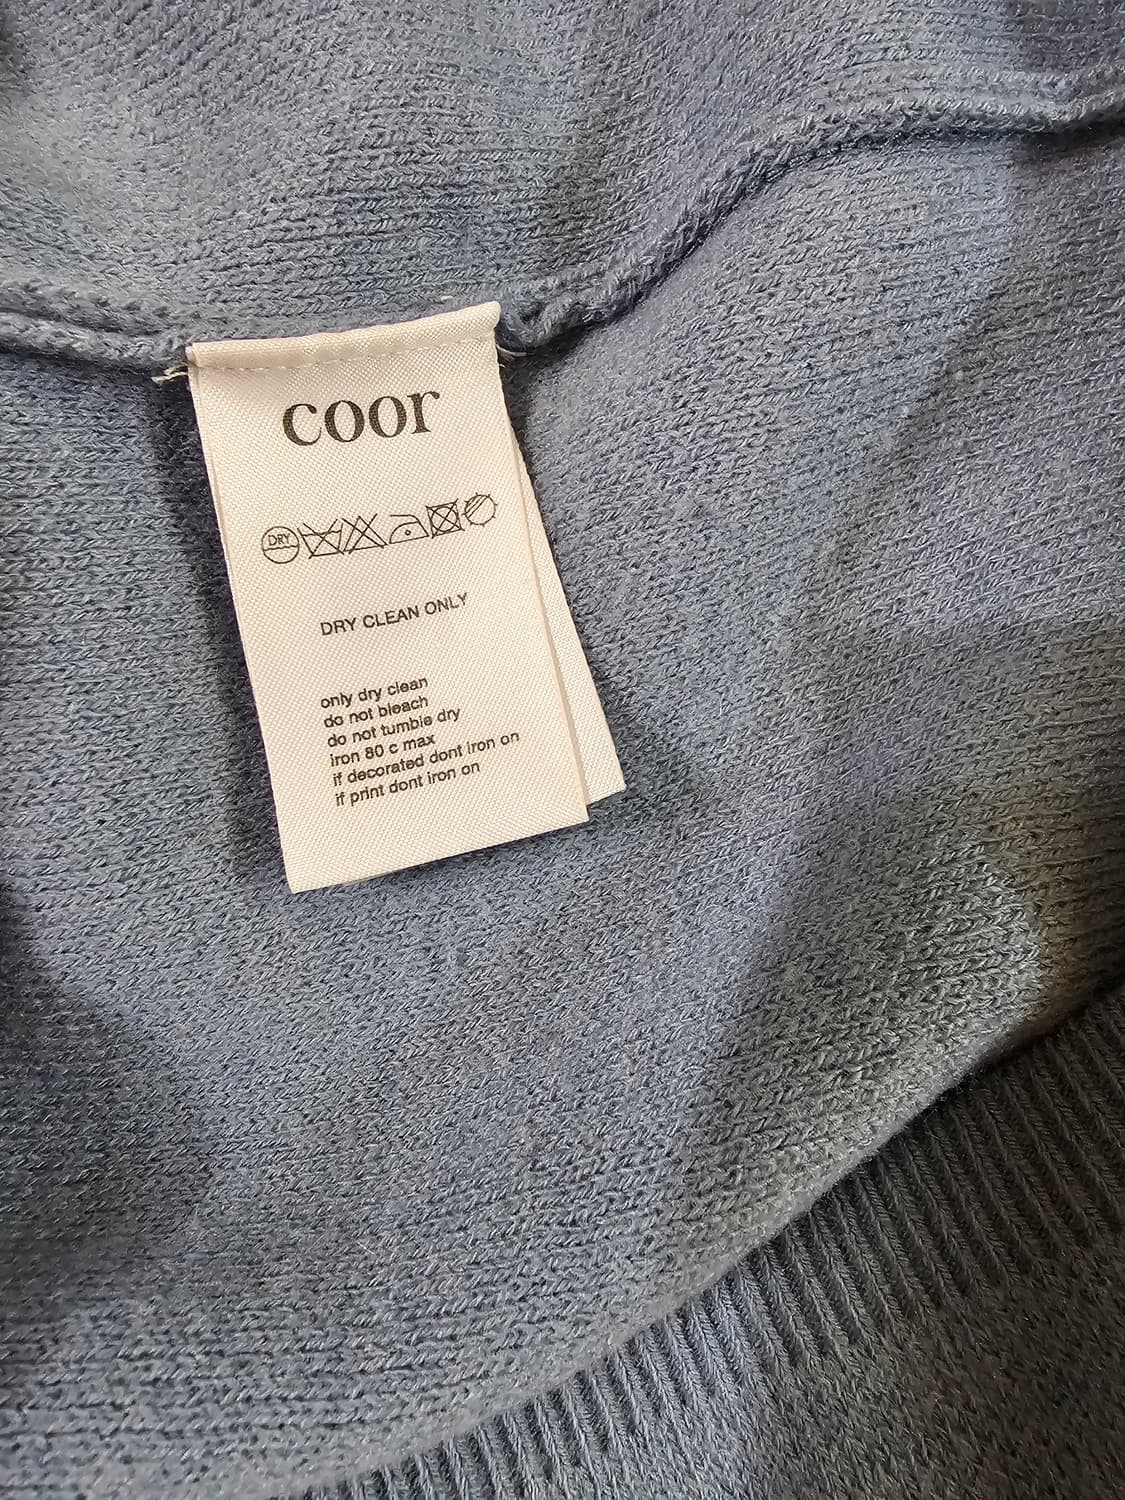 coor
DRY
DRY CLEAN ONLY
only dry clean
do not bleach
do not tumble dry
iron 80 c max
if decorated dont iron on
if print dont iron on